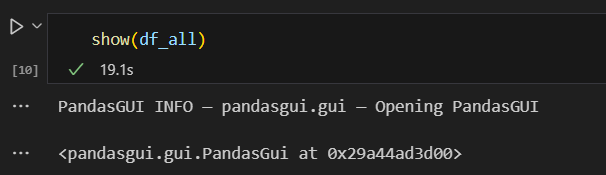 show(df_all)
[10]
19.1s
PandasGUI INFO — pandasgui.gui — Opening PandasGUI
<pandasgui.gui.PandasGui at 0x29a44ad3d00>